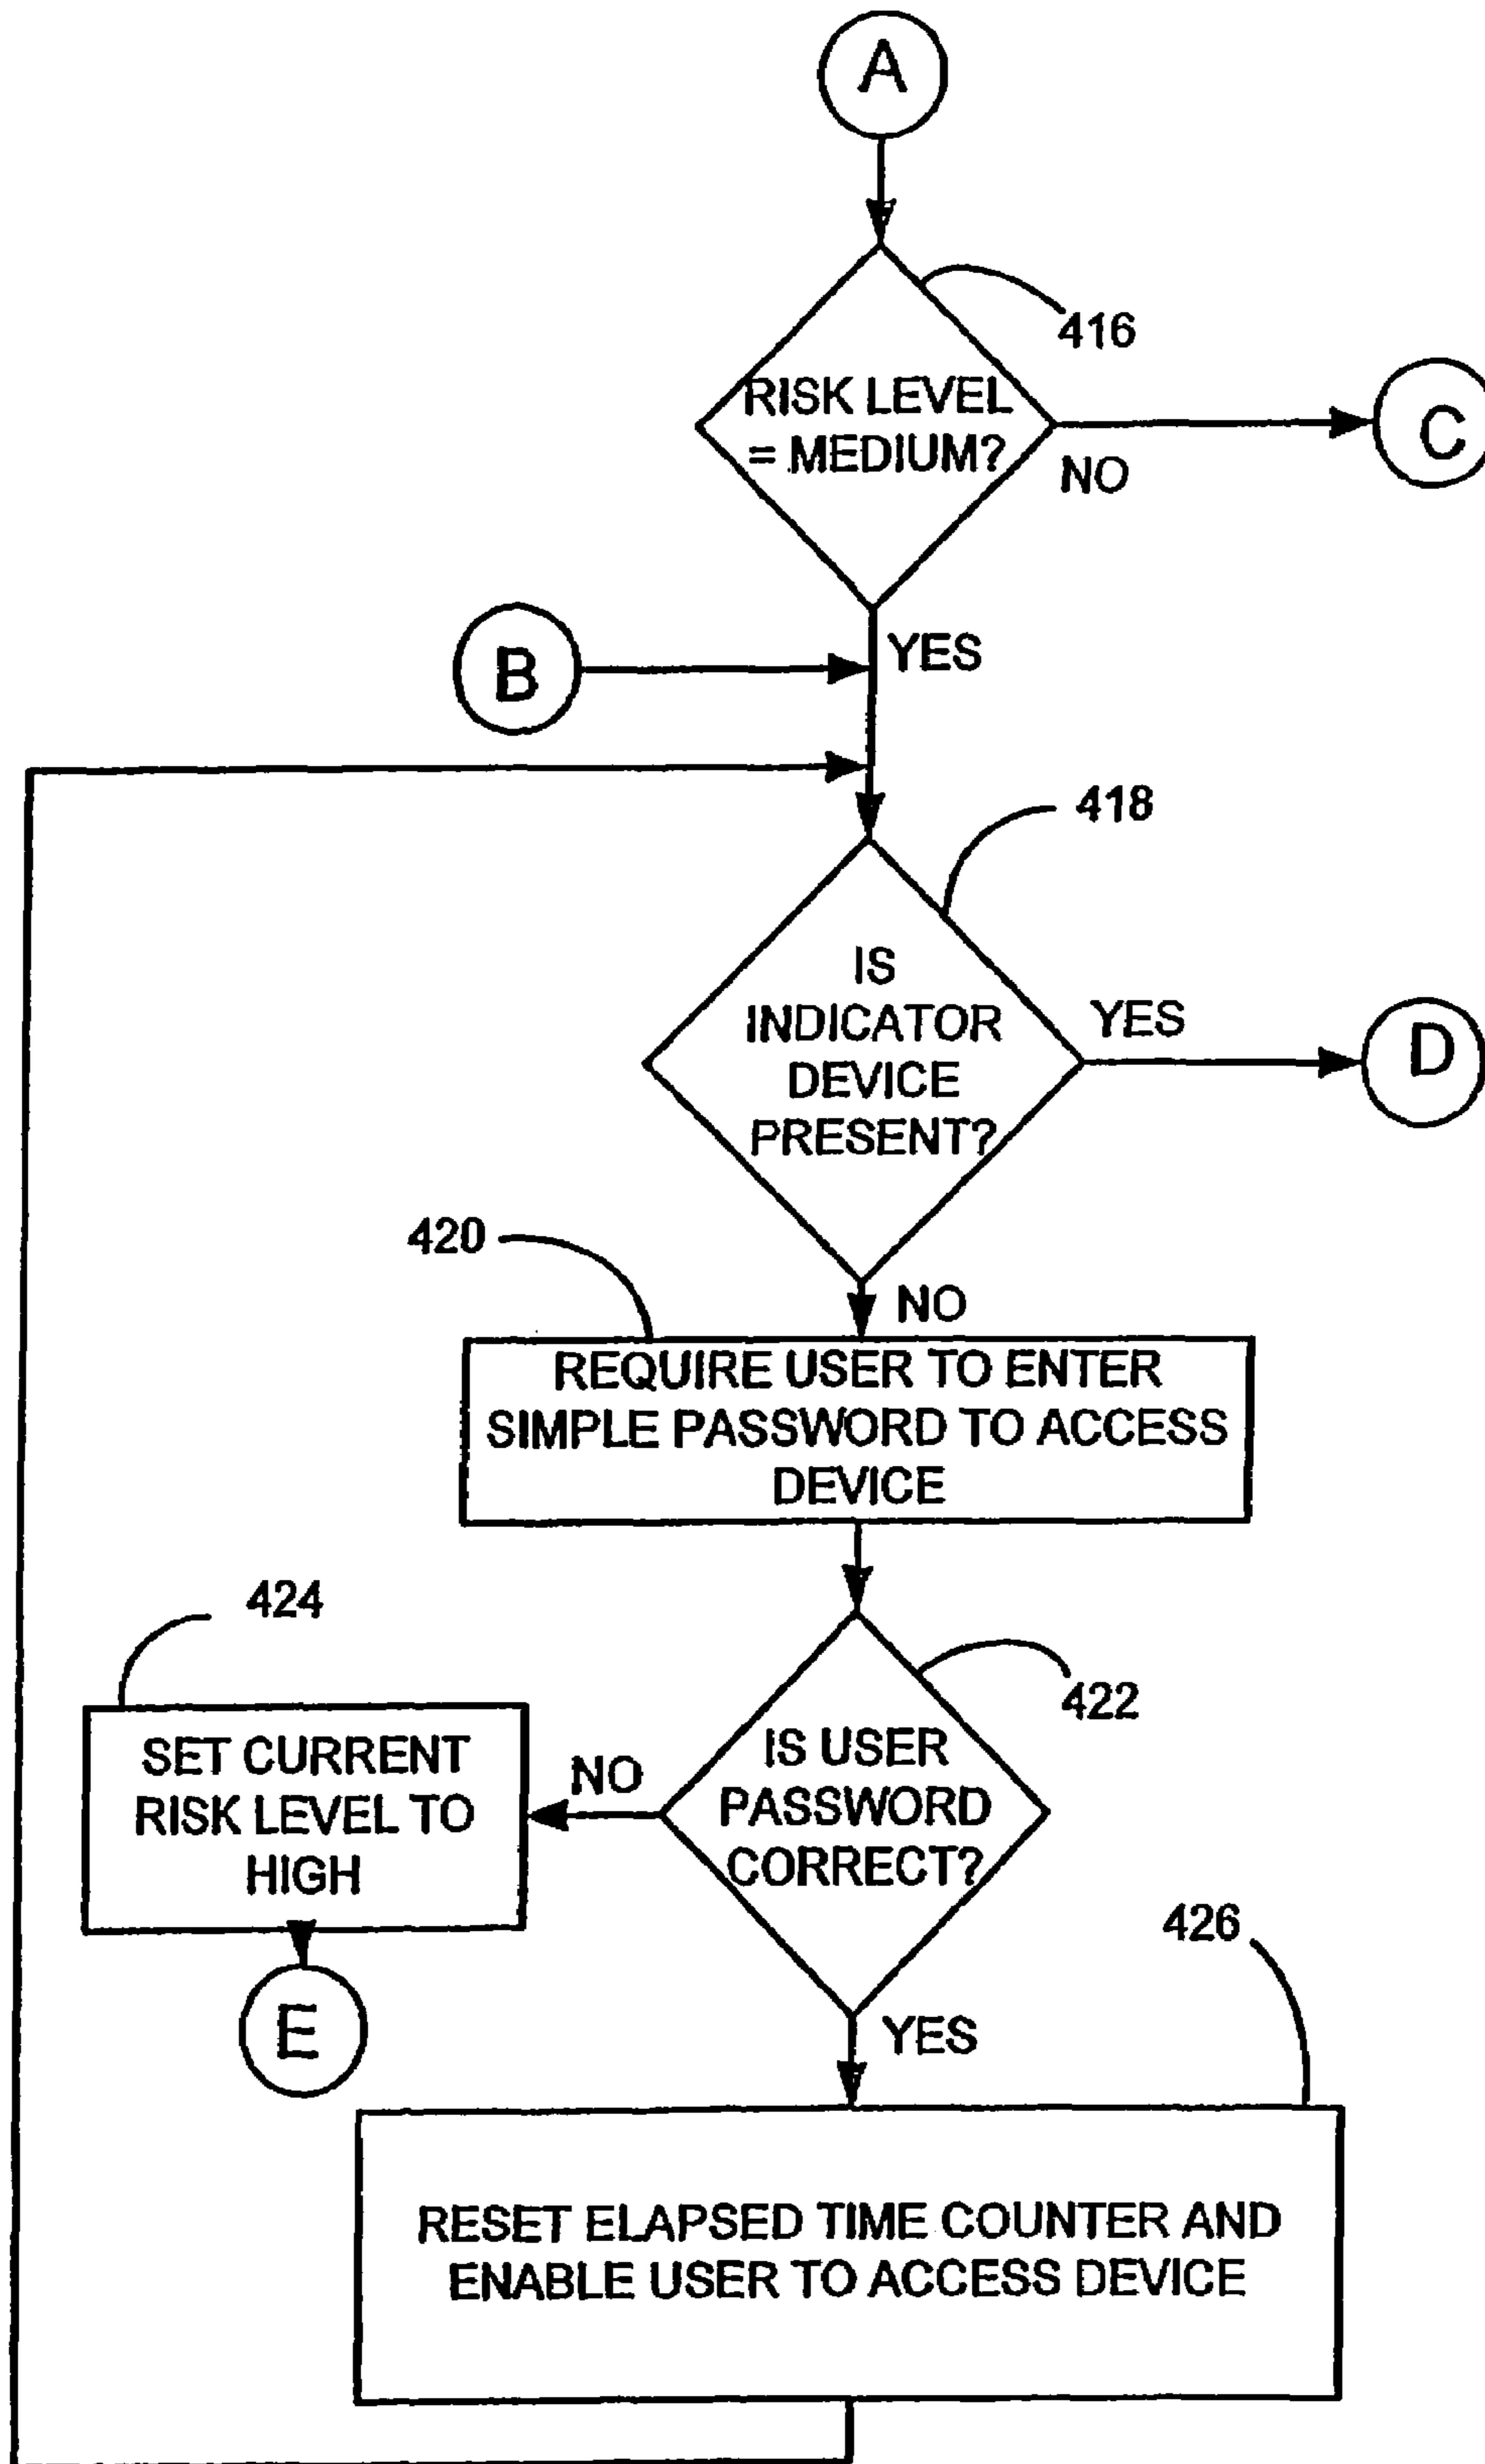 A
416
RISK LEVEL
= MEDIUM?
C
NO
B
YES
418
IS
INDICATOR
DEVICE
PRESENT?
YES
D
420
NO
REQUIRE USER TO ENTER
SIMPLE PASSWORD TO ACCESS
DEVICE
424
422
SET CURRENT
RISK LEVEL TO
HIGH
NO
IS USER
PASSWORD
CORRECT?
426
E
YES
RESET ELAPSED TIME COUNTER AND
ENABLE USER TO ACCESS DEVICE